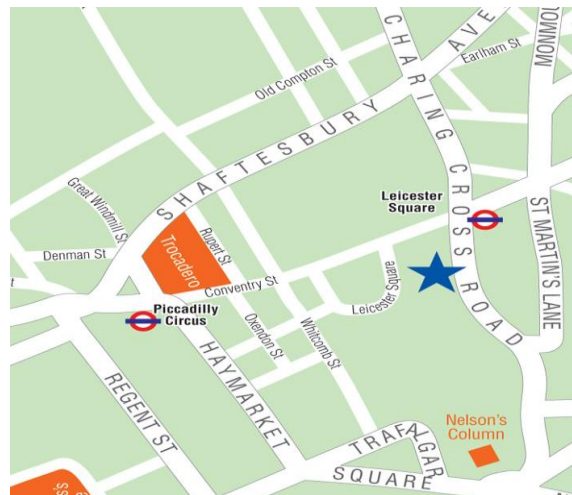 CHARING CROSS ROAD
SHAFTESBURY AVE
Earlham St
MONMOU
Old Compton St
Great Windmill St
Leicester
Square
ST MARTIN'S LANE
Denman St
Trocadero
Rupert St
Conventry St
Leicester Square
Piccadilly
Circus
Oxendon St
Whitcomb St
HAYMARKET
REGENT ST
Nelson's
Column
TRAFALGAR
SQUARE